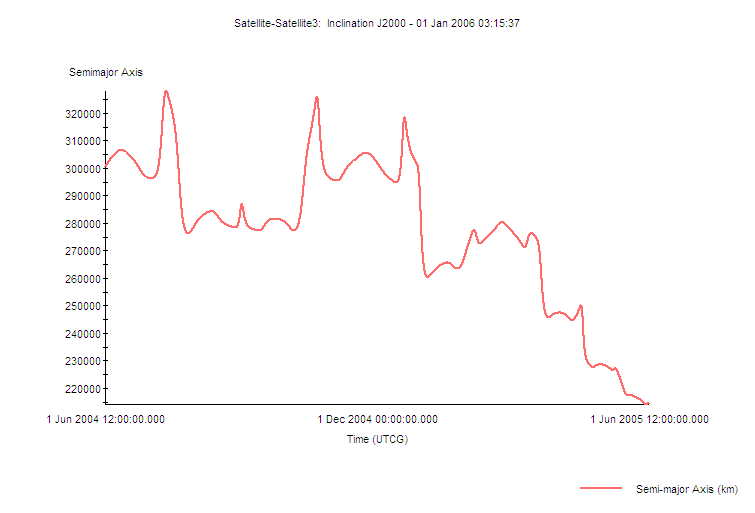 Satellite-Satellite3: Inclination J2000 - 01 Jan 2006 03:15:37
Semimajor Axis
320000
310000
300000
290000
280000
270000
260000
250000
240000
230000
220000
1 Jun 2004 12:00:00.000 1 Dec 2004 00:00:00.000 1 Jun 2005 12:00:00.000
Time (UTCG)
Semi-major Axis (km)